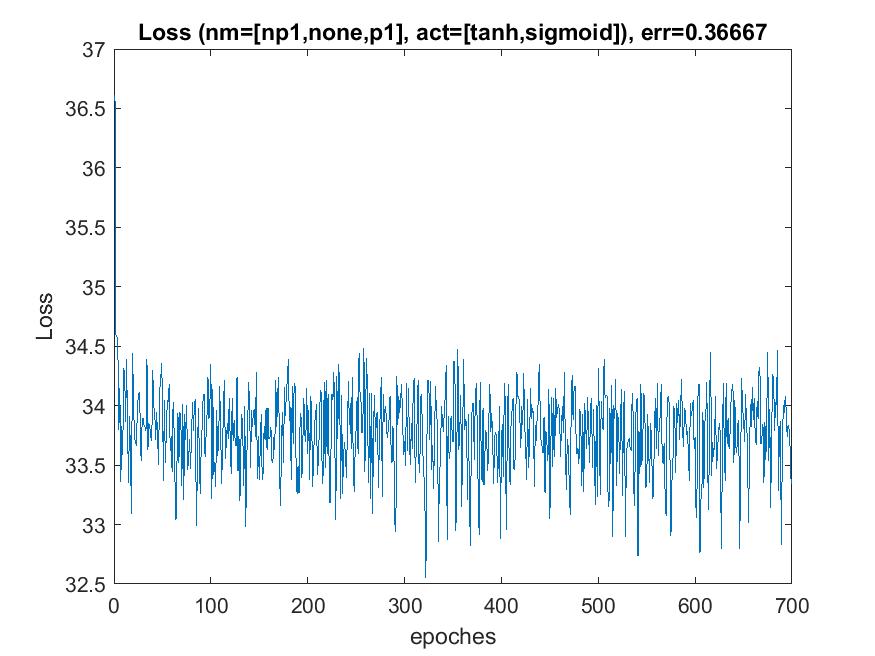 Loss (nm=[np1,none,p1], act=[tanh,sigmoid]), err=0.36667
37
36.5
36
35.5
35
34.5
34
33.5
33
32.5
Loss
0 100 200 300 400 500 600 700
epoches